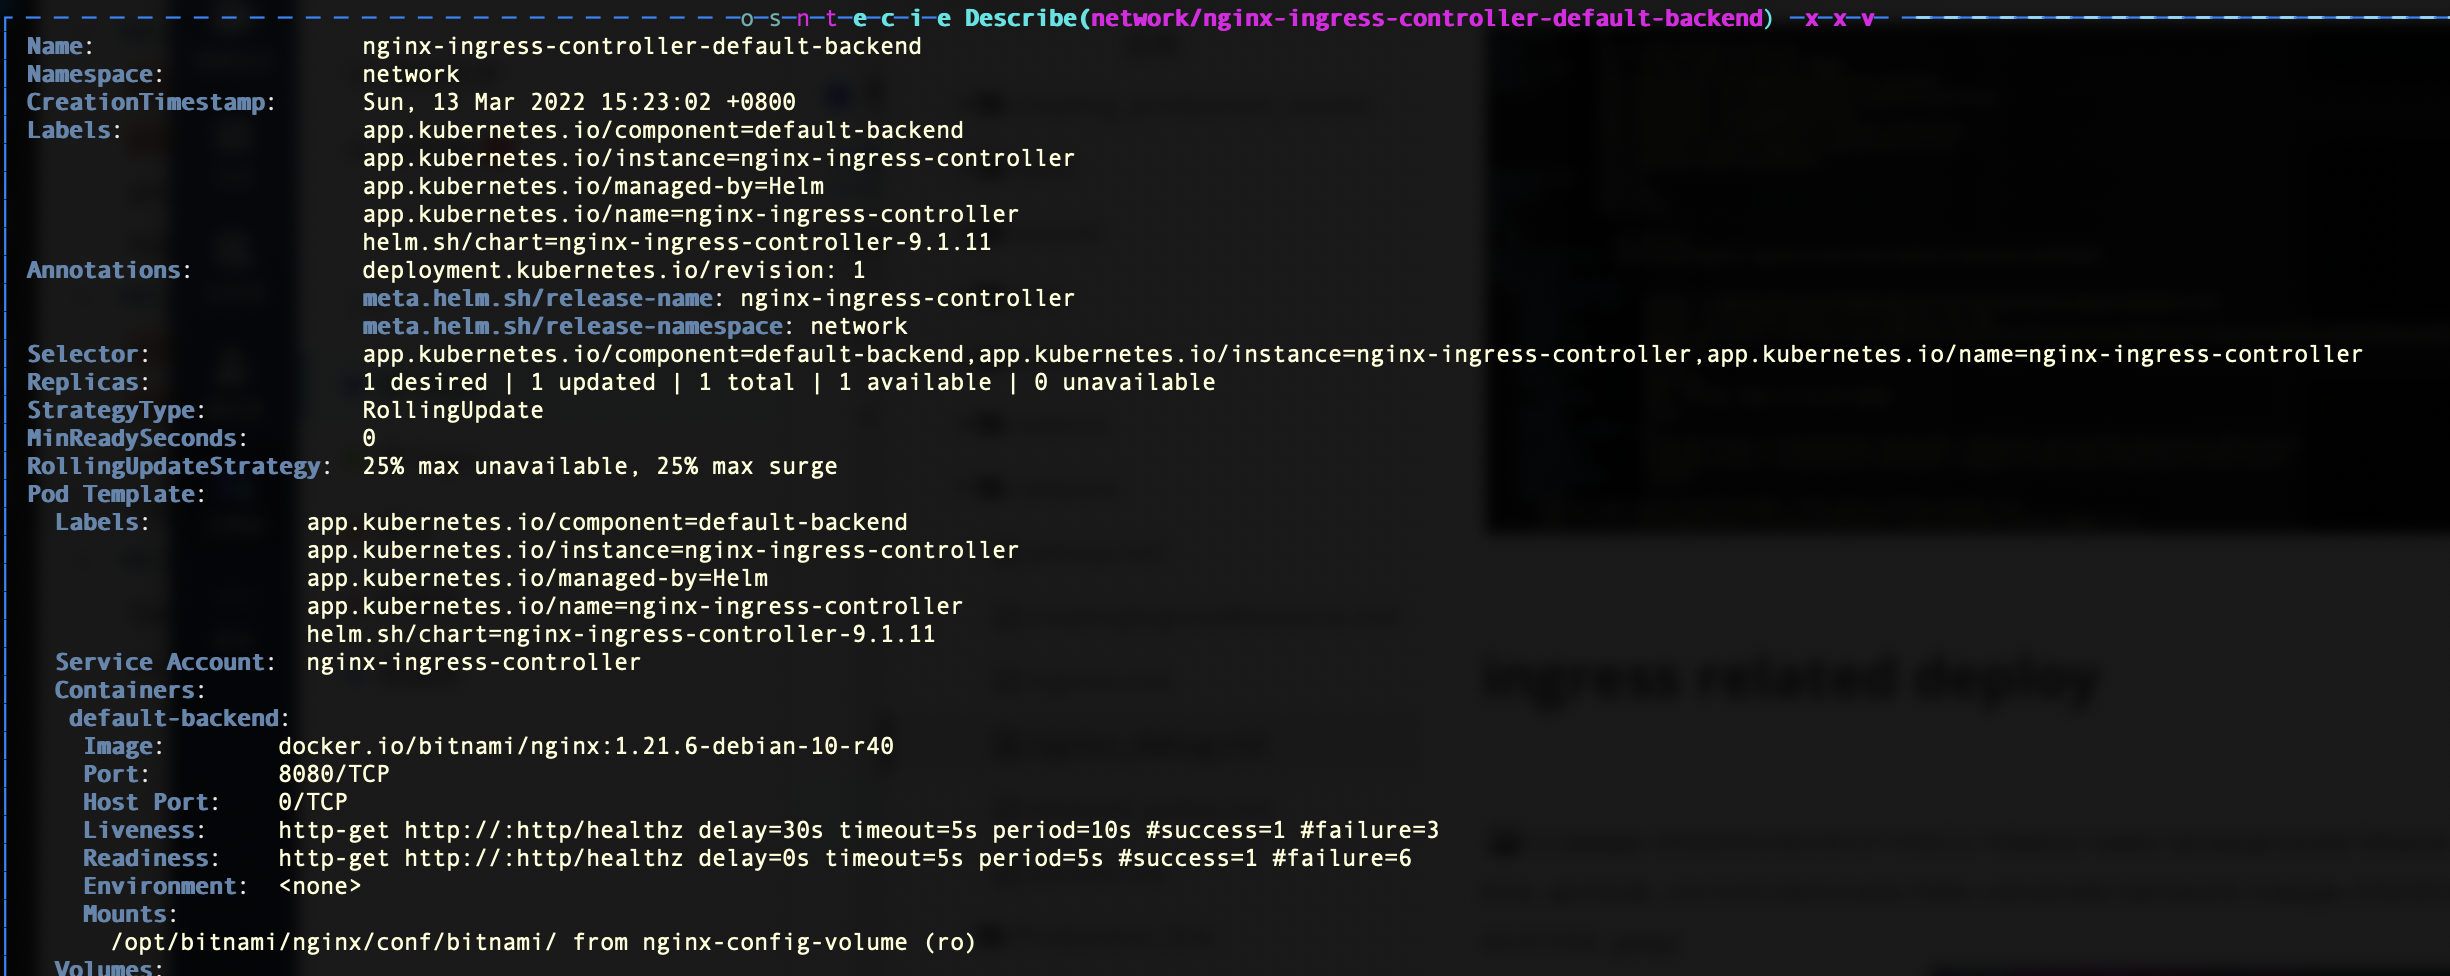 o s n t e c i e Describe(network/nginx-ingress-controller-default-backend) x x v
Name: nginx-ingress-controller-default-backend
Namespace: network
CreationTimestamp: Sun, 13 Mar 2022 15:23:02 +0800
Labels: app.kubernetes.io/component=default-backend
app.kubernetes.io/instance=nginx-ingress-controller
app.kubernetes.io/managed-by=Helm
app.kubernetes.io/name=nginx-ingress-controller
helm.sh/chart=nginx-ingress-controller-9.1.11
Annotations: deployment.kubernetes.io/revision: 1
meta.helm.sh/release-name: nginx-ingress-controller
meta.helm.sh/release-namespace: network
Selector: app.kubernetes.io/component=default-backend,app.kubernetes.io/instance=nginx-ingress-controller,app.kubernetes.io/name=nginx-ingress-controller
Replicas: 1 desired | 1 updated | 1 total | 1 available | 0 unavailable
StrategyType: RollingUpdate
MinReadySeconds: 0
RollingUpdateStrategy: 25% max unavailable, 25% max surge
Pod Template:
Labels: app.kubernetes.io/component=default-backend
app.kubernetes.io/instance=nginx-ingress-controller
app.kubernetes.io/managed-by=Helm
app.kubernetes.io/name=nginx-ingress-controller
helm.sh/chart=nginx-ingress-controller-9.1.11
Service Account: nginx-ingress-controller
Containers:
default-backend:
Image: docker.io/bitnami/nginx:1.21.6-debian-10-r40
Port: 8080/TCP
Host Port: 0/TCP
Liveness: http-get http://:http/healthz delay=30s timeout=5s period=10s #success=1 #failure=3
Readiness: http-get http://:http/healthz delay=0s timeout=5s period=5s #success=1 #failure=6
Environment: <none>
Mounts:
/opt/bitnami/nginx/conf/bitnami/ from nginx-config-volume (ro)
Volumes:
ingress related deploy